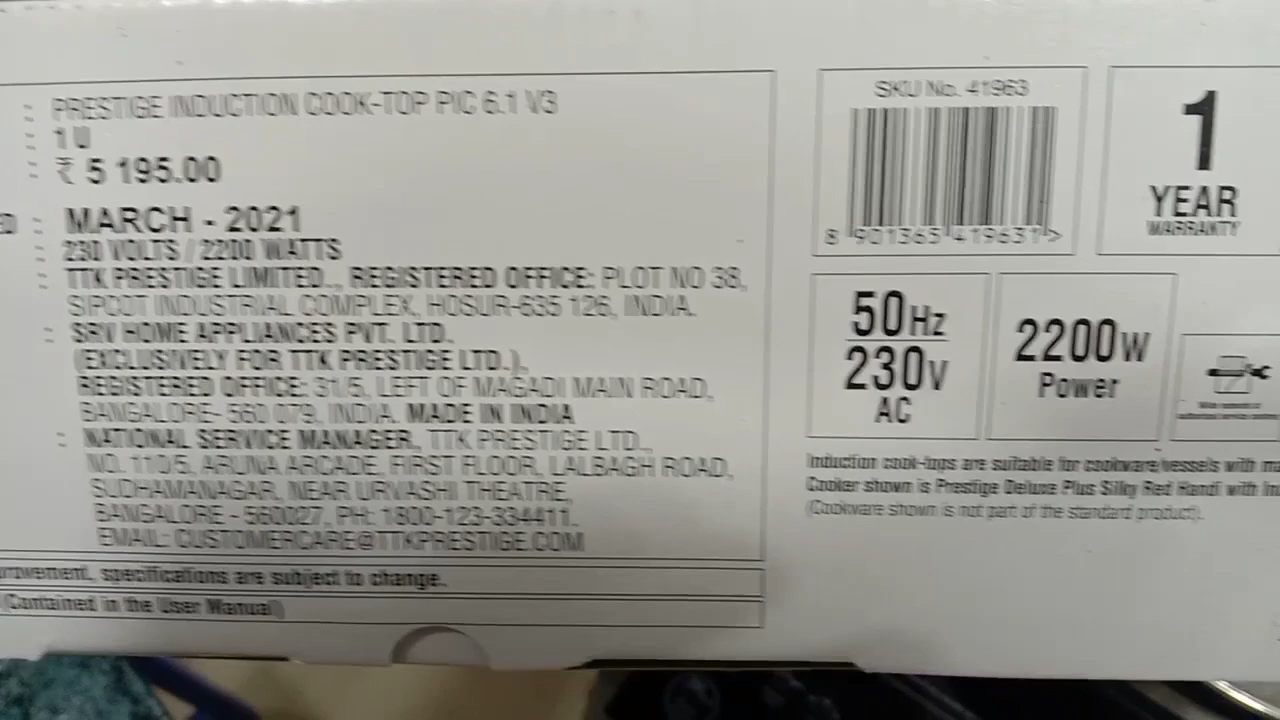 : PRESTIGE INDUCTION COOK-TOP PIC 6.1 V3
: 1 U
: ₹ 5 195.00
ED : MARCH - 2021
: 230 VOLTS / 2200 WATTS
: TTK PRESTIGE LIMITED., REGISTERED OFFICE: PLOT NO 38,
SIPCOT INDUSTRIAL COMPLEX, HOSUR-635 126, INDIA.
: SRV HOME APPLIANCES PVT. LTD.
(EXCLUSIVELY FOR TTK PRESTIGE LTD.),
REGISTERED OFFICE: 31/5, LEFT OF MAGADI MAIN ROAD,
BANGALORE- 560 079, INDIA. MADE IN INDIA
: NATIONAL SERVICE MANAGER, TTK PRESTIGE LTD.,
NO. 110/5, ARUNA ARCADE, FIRST FLOOR, LALBAGH ROAD,
SUDHAMANAGAR, NEAR URVASHI THEATRE,
BANGALORE - 560027, PH: 1800-123-334411.
EMAIL: CUSTOMERCARE@TTKPRESTIGE.COM
rovement, specifications are subject to change.
(Contained in the User Manual)
SKU No. 41963
8 901365 419631 >
1
YEAR
WARRANTY
50Hz
230V
AC
2200W
Power
Induction cook-tops are suitable for cookware/vessels with
Cooker shown is Prestige Deluxe Plus Silky Red Handi with
(Cookware shown is not part of the standard product).